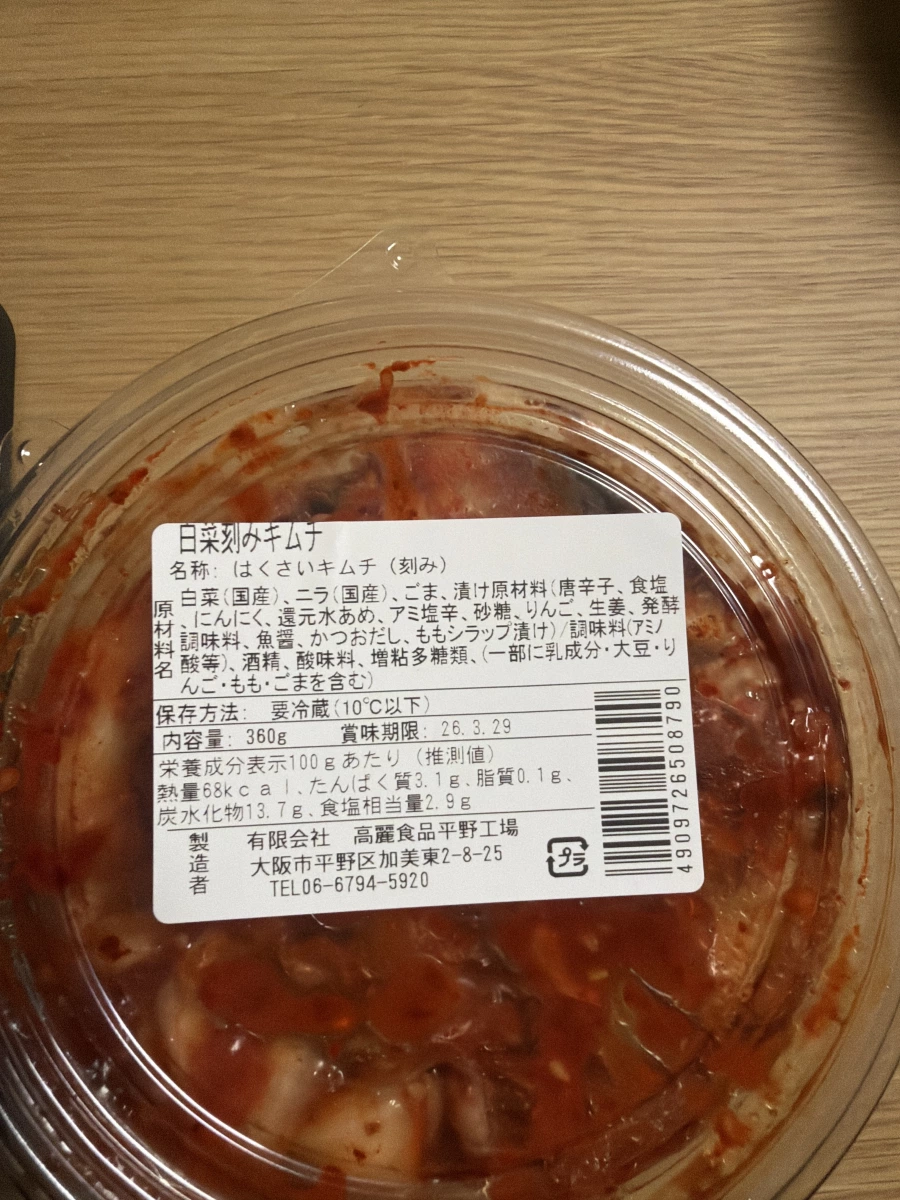 白菜刻みキムチ
名称: はくさいキムチ (刻み)
原材料名
白菜(国産)、ニラ(国産)、ごま、漬け原材料(唐辛子、食塩
、にんにく、還元水あめ、アミ塩辛、砂糖、りんご、生姜、発酵
調味料、魚醤、かつおだし、ももシラップ漬け)/調味料(アミノ
酸等)、酒精、酸味料、増粘多糖類、(一部に乳成分・大豆・り
んご・もも・ごまを含む)
保存方法: 要冷蔵(10℃以下)
内容量: 360g 賞味期限: 26.3.29
栄養成分表示100gあたり (推測値)
熱量68kcal、たんぱく質3.1g、脂質0.1g、
炭水化物13.7g、食塩相当量2.9g
製造者
有限会社 高麗食品平野工場
大阪市平野区加美東2-8-25
TEL06-6794-5920
プラ
4909726508790